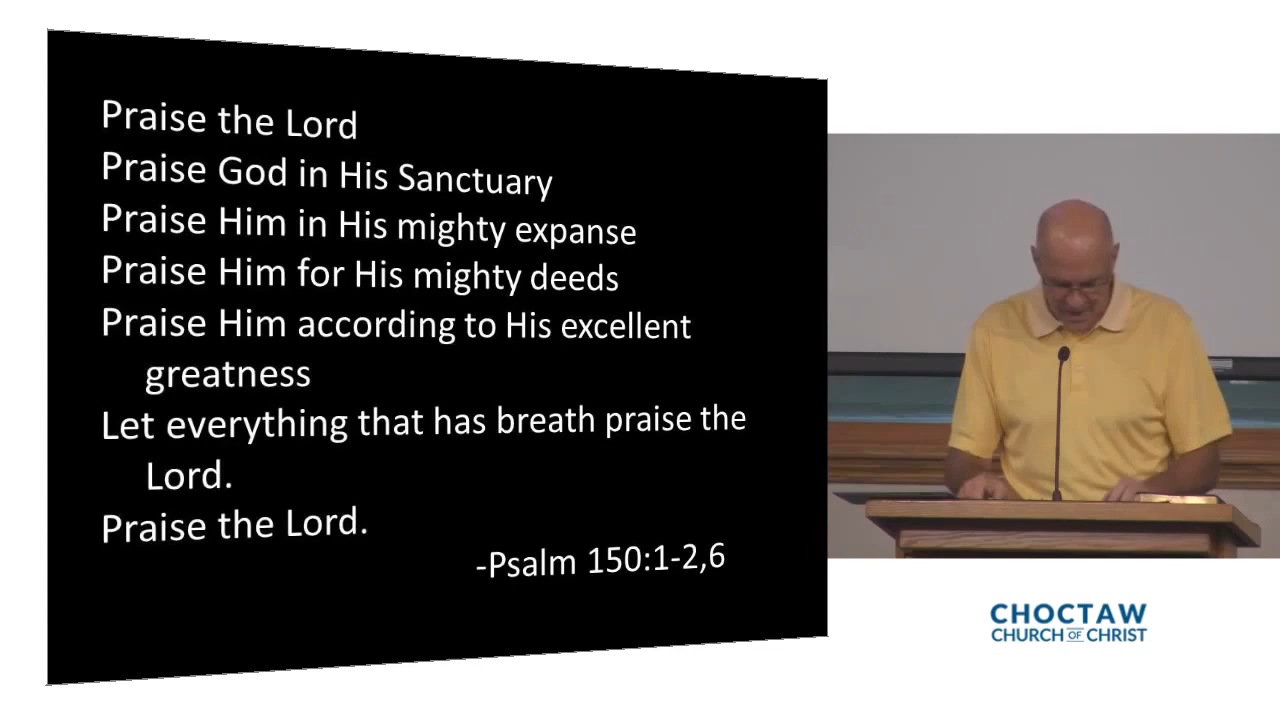 Praise the Lord
Praise God in His Sanctuary
Praise Him in His mighty expanse
Praise Him for His mighty deeds
Praise Him according to His excellent
greatness
Let everything that has breath praise the
Lord.
Praise the Lord.
-Psalm 150:1-2,6
CHOCTAW
CHURCH OF CHRIST